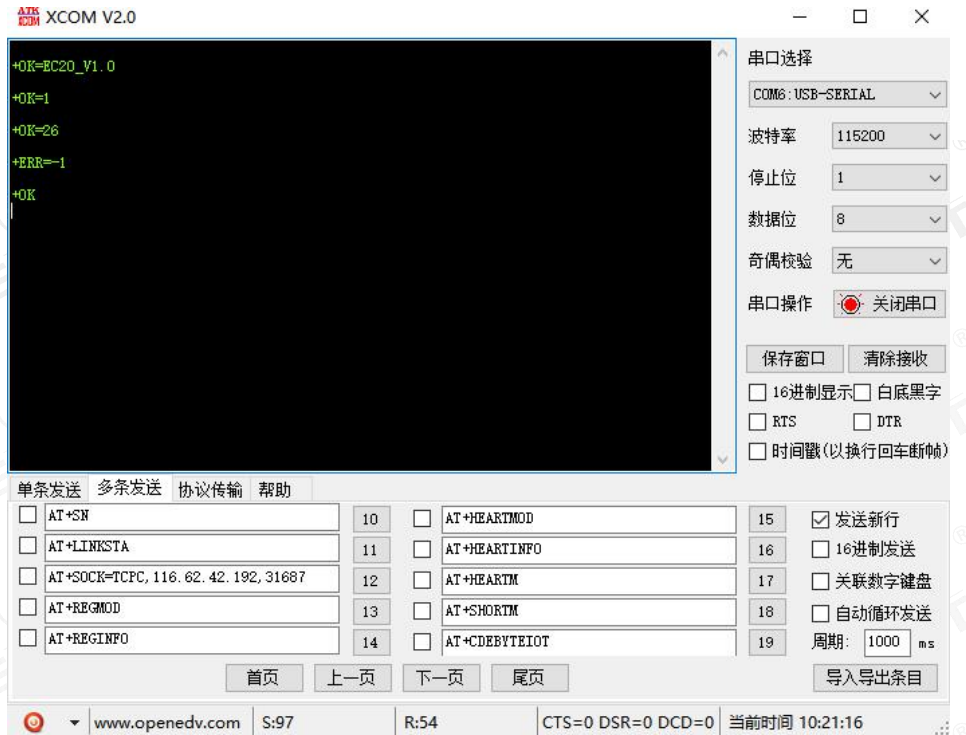 ATK XCOM XCOM V2.0
+OK=EC20_V1.0
+OK=1
+OK=26
+ERR=-1
+OK
串口选择
COM6:USB-SERIAL
波特率 115200
停止位 1
数据位 8
奇偶校验 无
串口操作 关闭串口
保存窗口 清除接收
16进制显示 白底黑字
RTS DTR
时间戳(以换行回车断帧)
单条发送 多条发送 协议传输 帮助
AT+SN 10 AT+HEARTMOD 15 发送新行
AT+LINKSTA 11 AT+HEARTINFO 16 16进制发送
AT+SOCK=TCPC,116.62.42.192,31687 12 AT+HEARTM 17 关联数字键盘
AT+REGMOD 13 AT+SHORTM 18 自动循环发送
AT+REGINFO 14 AT+CDEBYTEIOT 19 周期: 1000 ms
首页 上一页 下一页 尾页 导入导出条目
www.openedv.com S:97 R:54 CTS=0 DSR=0 DCD=0 当前时间 10:21:16